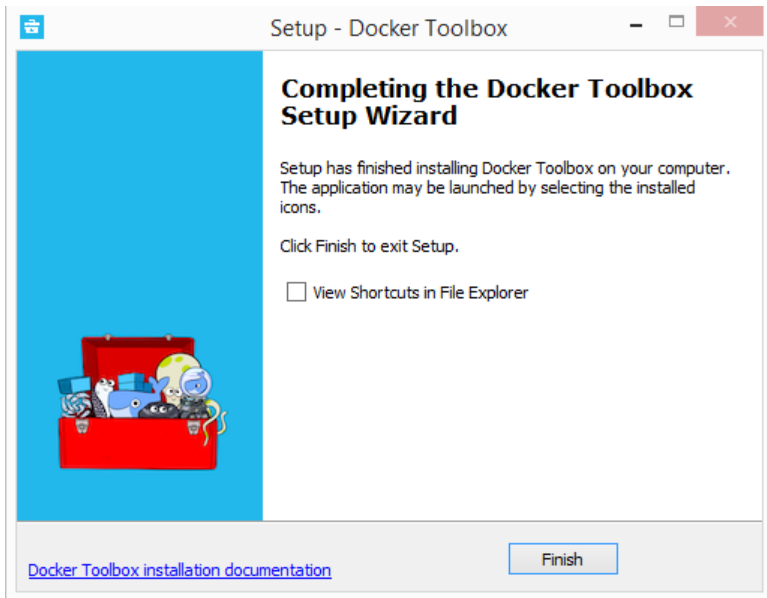 Setup - Docker Toolbox
Completing the Docker Toolbox
Setup Wizard
Setup has finished installing Docker Toolbox on your computer.
The application may be launched by selecting the installed
icons.
Click Finish to exit Setup.
View Shortcuts in File Explorer
Docker Toolbox installation documentation
Finish